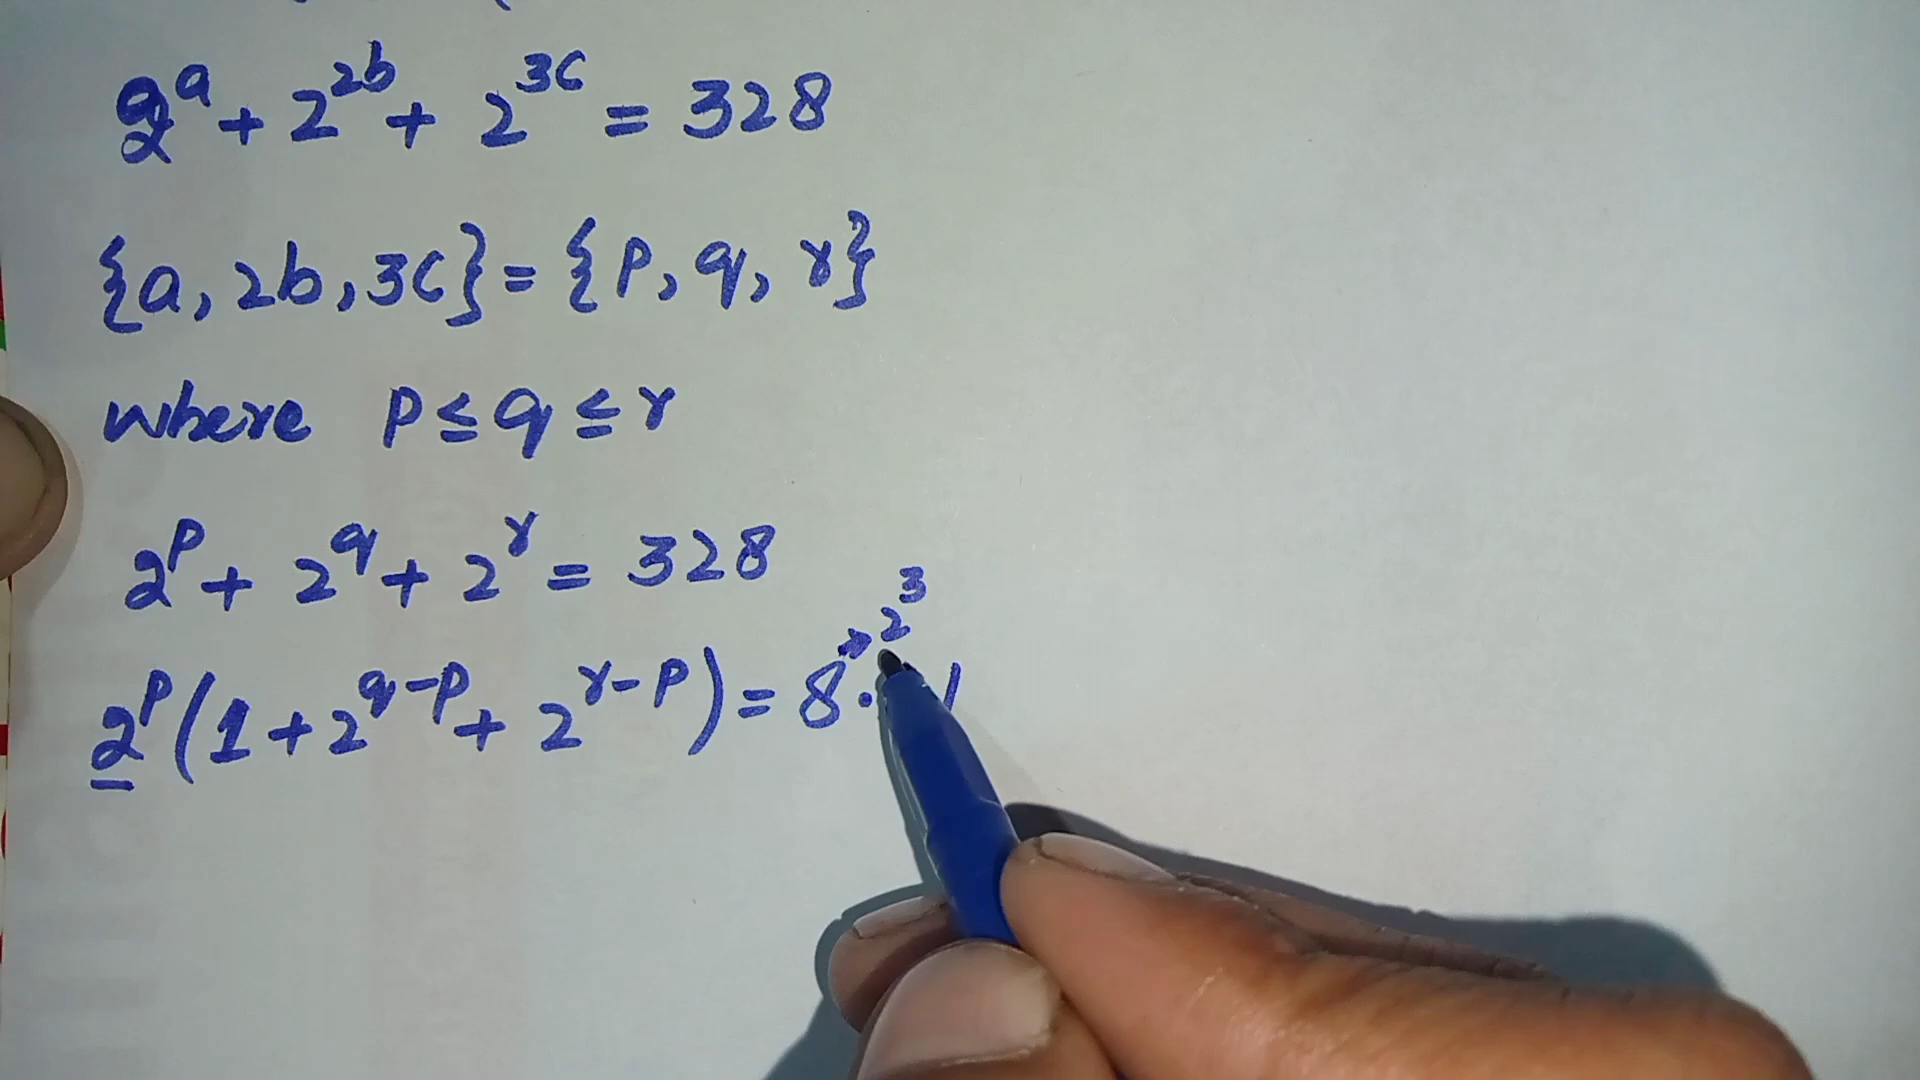 2^a + 2^2b + 2^3c = 328
{a, 2b, 3c} = {p, q, r}
where p ≤ q ≤ r
2^p + 2^q + 2^r = 328
2^p (1 + 2^q-p + 2^r-p) = 8 ·
2^3